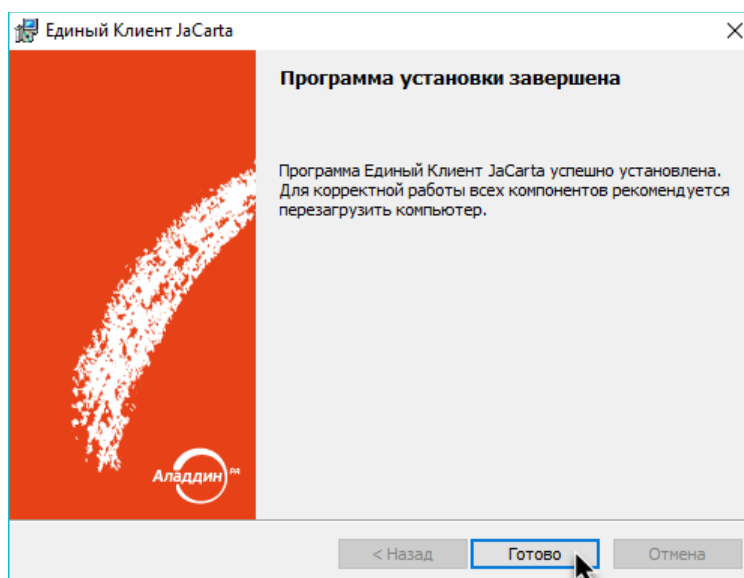 Единый Клиент JaCarta
Программа установки завершена
Программа Единый Клиент JaCarta успешно установлена.
Для корректной работы всех компонентов рекомендуется
перезагрузить компьютер.
Аладдин РД
< Назад
Готово
Отмена